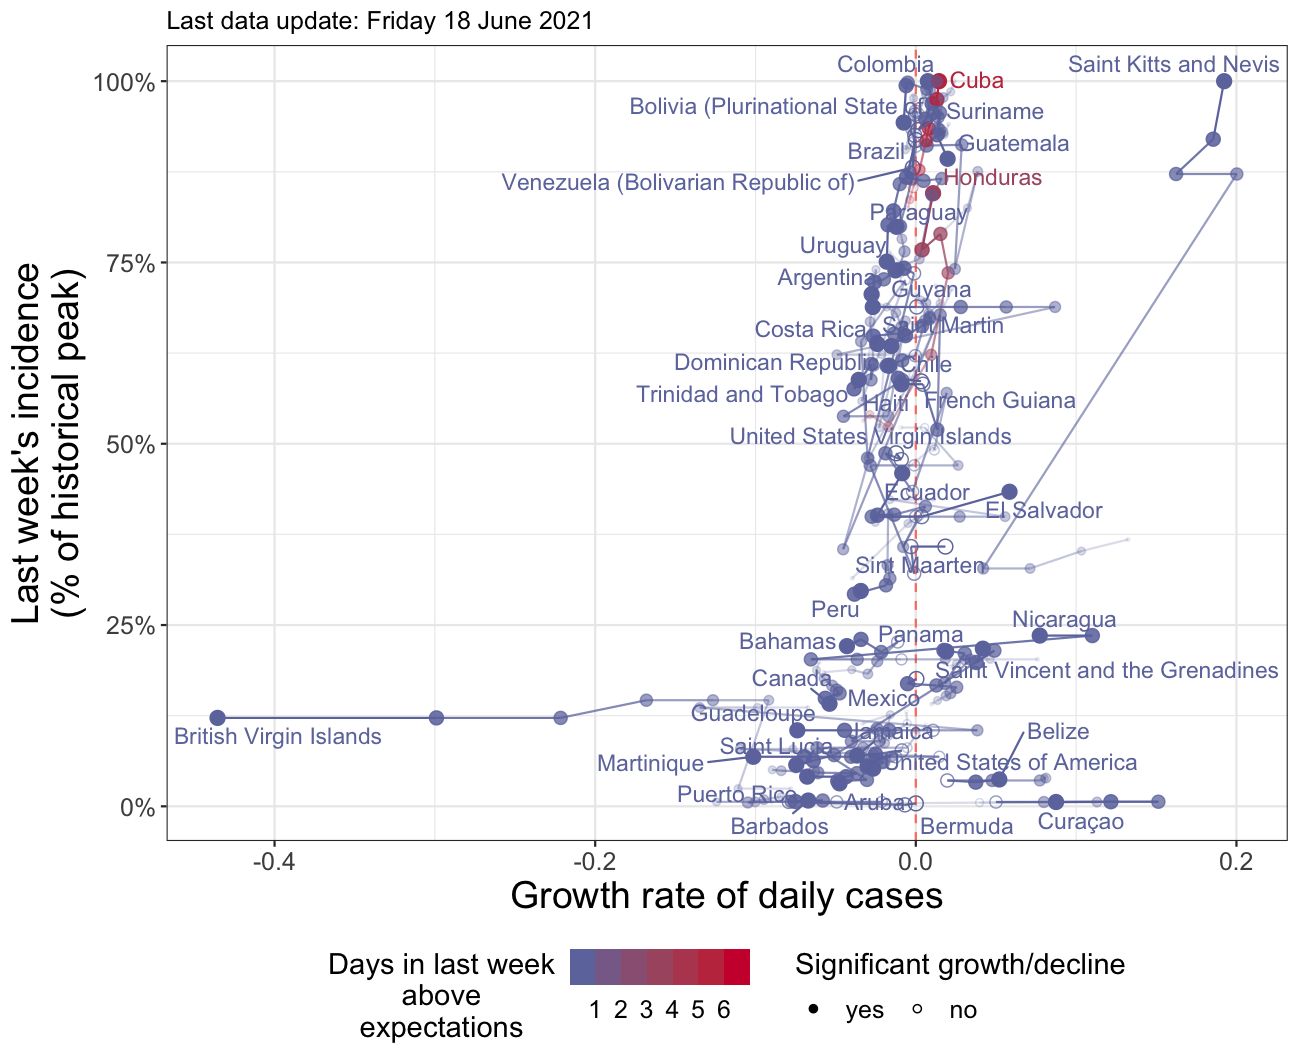 Last data update: Friday 18 June 2021
Last week's incidence
(% of historical peak)
100%
75%
50%
25%
0%
Colombia
Saint Kitts and Nevis
Cuba
Bolivia (Plurinational State of)
Suriname
Guatemala
Brazil
Venezuela (Bolivarian Republic of)
Honduras
Paraguay
Uruguay
Argentina
Guyana
Costa Rica
Saint Martin
Dominican Republic
Chile
Trinidad and Tobago
Haiti
French Guiana
United States Virgin Islands
Ecuador
El Salvador
Sint Maarten
Peru
Nicaragua
Bahamas
Panama
Saint Vincent and the Grenadines
Canada
Mexico
Guadeloupe
British Virgin Islands
Jamaica
Belize
Saint Lucia
Martinique
United States of America
Puerto Rico
Aruba
Barbados
Bermuda
Curaçao
-0.4
-0.2
0.0
0.2
Growth rate of daily cases
Days in last week
above
expectations
1 2 3 4 5 6
Significant growth/decline
yes
no